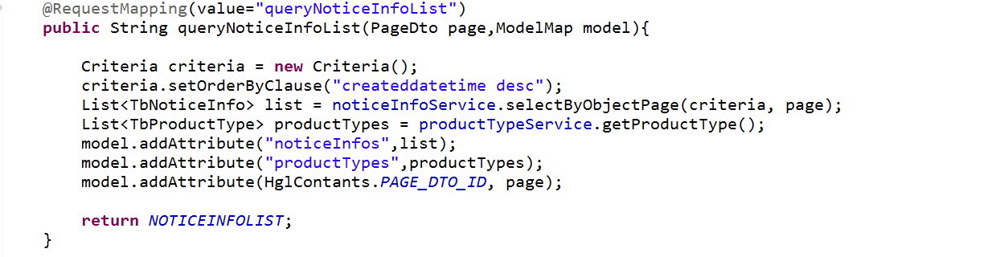 @RequestMapping(value="queryNoticeInfoList")
public String queryNoticeInfoList(PageDto page,ModelMap model){
Criteria criteria = new Criteria();
criteria.setOrderByClause("createddatetime desc");
List<TbNoticeInfo> list = noticeInfoService.selectByObjectPage(criteria, page);
List<TbProductType> productTypes = productTypeService.getProductType();
model.addAttribute("noticeInfos",list);
model.addAttribute("productTypes",productTypes);
model.addAttribute(HglContants.PAGE_DTO_ID, page);
return NOTICEINFOLIST;
}